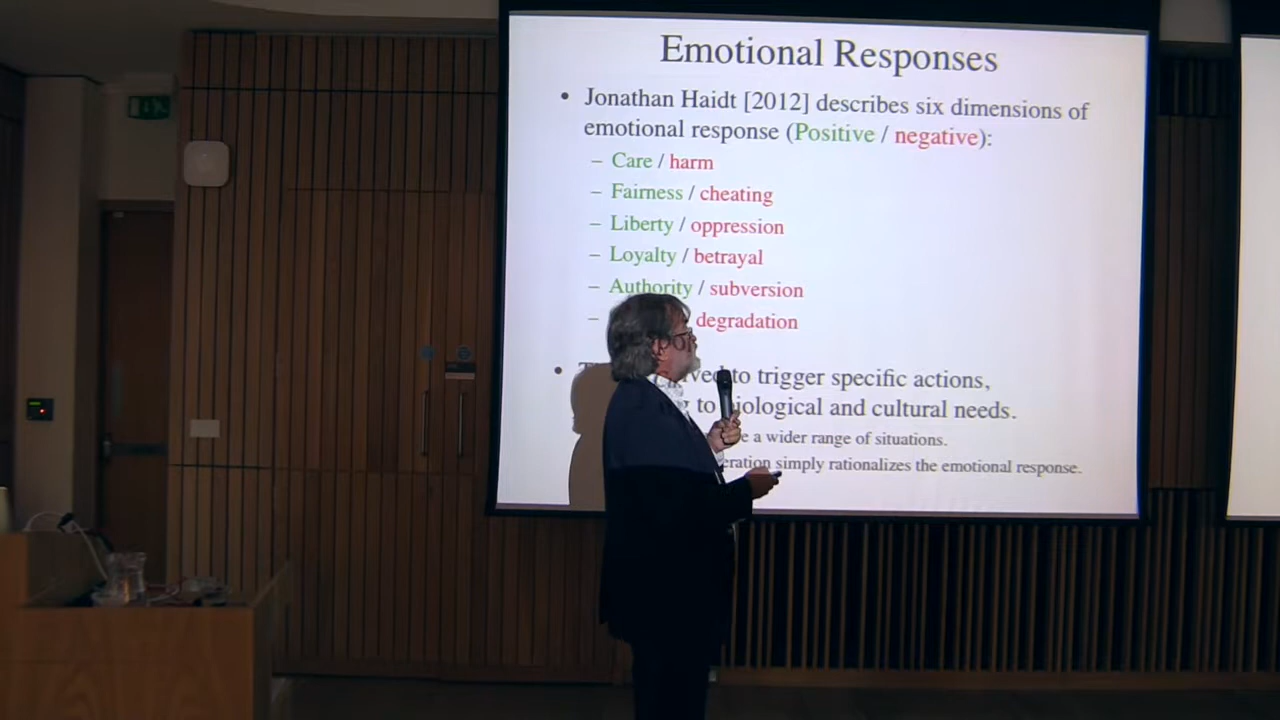 Emotional Responses
• Jonathan Haidt [2012] describes six dimensions of
emotional response (Positive / negative):
– Care / harm
– Fairness / cheating
– Liberty / oppression
– Loyalty / betrayal
– Authority / subversion
– degradation
• to trigger specific actions,
to biological and cultural needs.
a wider range of situations.
simply rationalizes the emotional response.